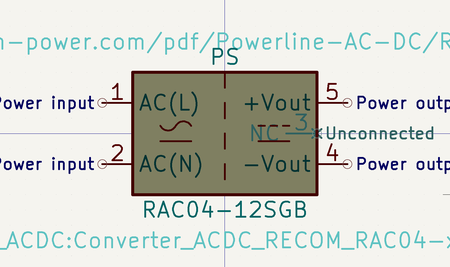 n-power.com/pdf/Powerline-AC-DC/R
PS
Power input 1 AC(L) +Vout 5 Power outp
NC 3 Unconnected
Power input 2 AC(N) −Vout 4 Power outp
RAC04-12SGB
_ACDC:Converter_ACDC_RECOM_RAC04-x